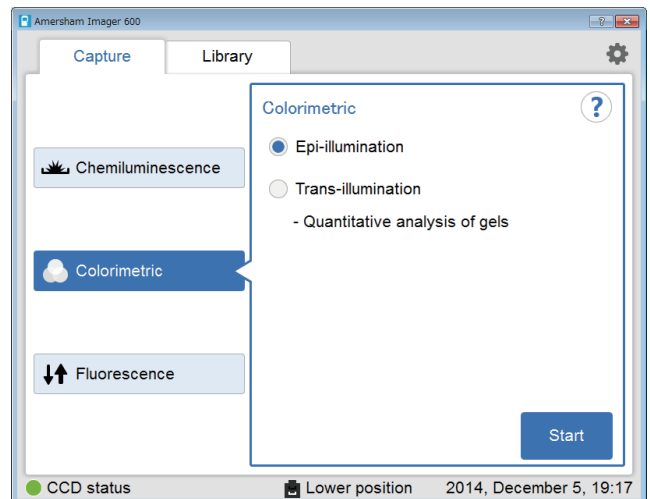 Amersham Imager 600
Capture
Library
Colorimetric
?
Epi-illumination
Chemiluminescence
Trans-illumination
- Quantitative analysis of gels
Colorimetric
Fluorescence
Start
CCD status
Lower position
2014, December 5, 19:17